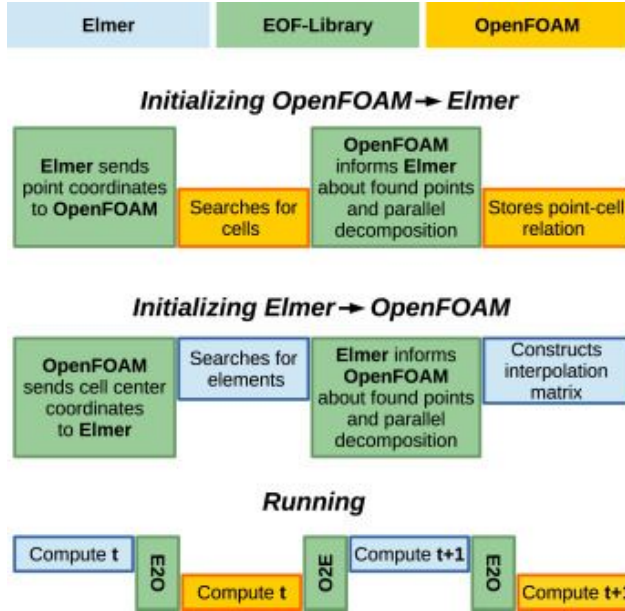 Elmer
EOF-Library
OpenFOAM
Initializing OpenFOAM→Elmer
Elmer sends
point coordinates
to OpenFOAM
Searches for
cells
OpenFOAM
informs Elmer
about found points
and parallel
decomposition
Stores point-cell
relation
Initializing Elmer→OpenFOAM
OpenFOAM
sends cell center
coordinates
to Elmer
Searches for
elements
Elmer informs
OpenFOAM
about found points
and parallel
decomposition
Constructs
interpolation
matrix
Running
Compute t
E2O
Compute t
O2E
Compute t+1
E2O
Compute t+1